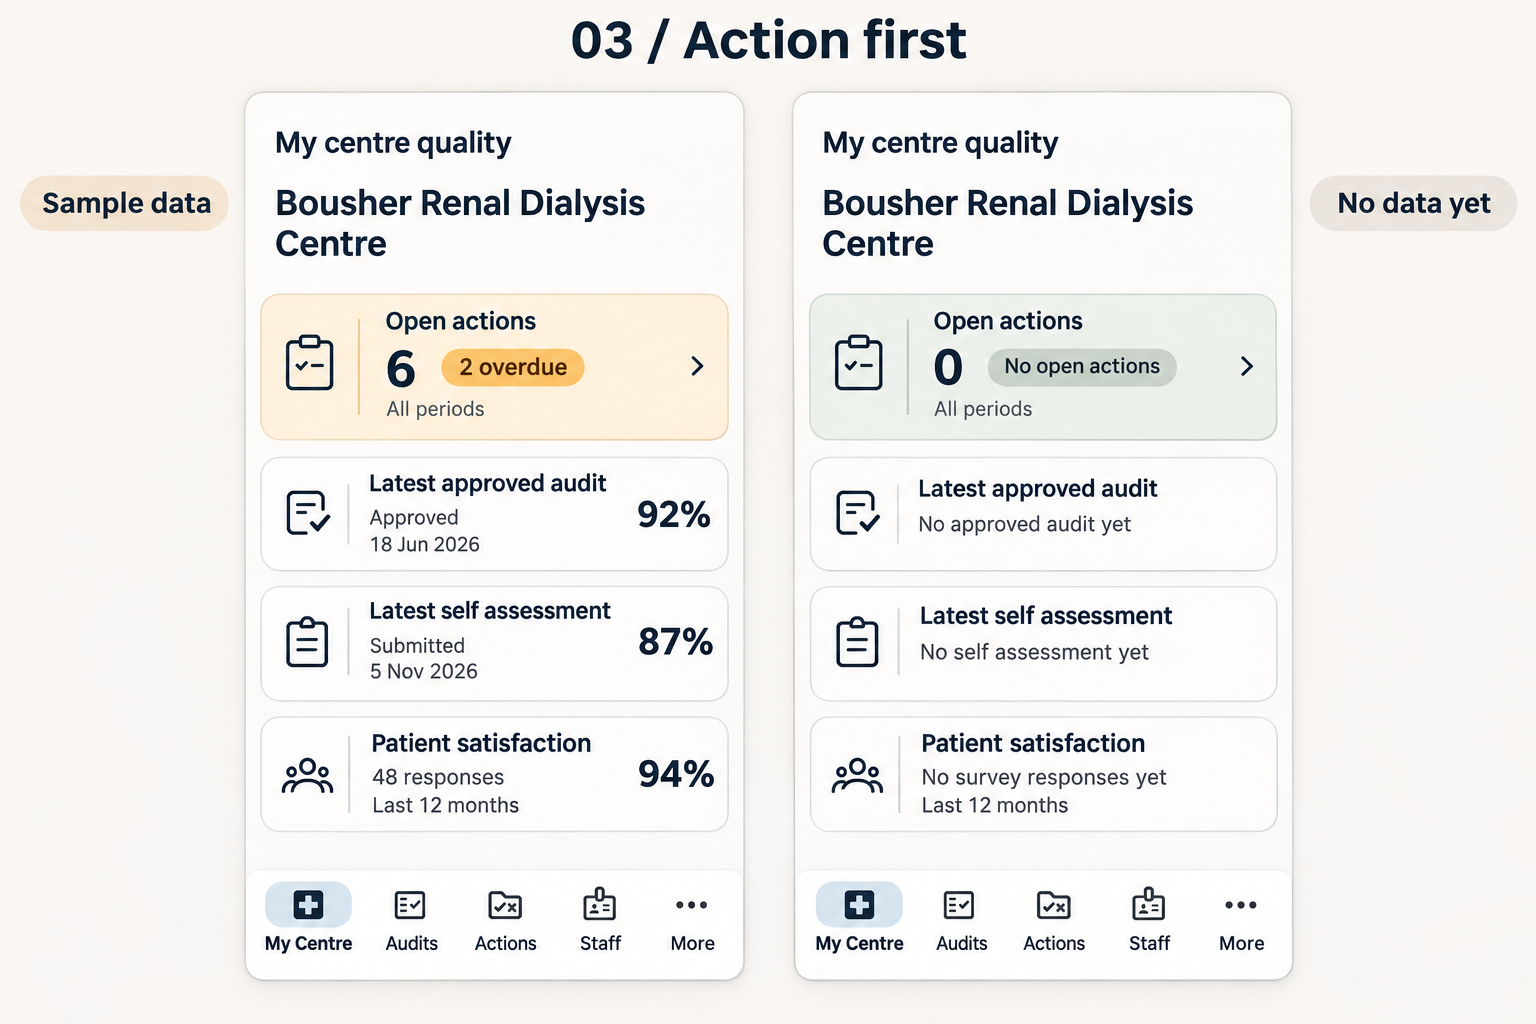 03 / Action first
Sample data
My centre quality
Bousher Renal Dialysis
Centre
Open actions
6
2 overdue
All periods
Latest approved audit
Approved
18 Jun 2026
92%
Latest self assessment
Submitted
5 Nov 2026
87%
Patient satisfaction
48 responses
Last 12 months
94%
My Centre
Audits
Actions
Staff
More
No data yet
My centre quality
Bousher Renal Dialysis
Centre
Open actions
0
No open actions
All periods
Latest approved audit
No approved audit yet
Latest self assessment
No self assessment yet
Patient satisfaction
No survey responses yet
Last 12 months
My Centre
Audits
Actions
Staff
More